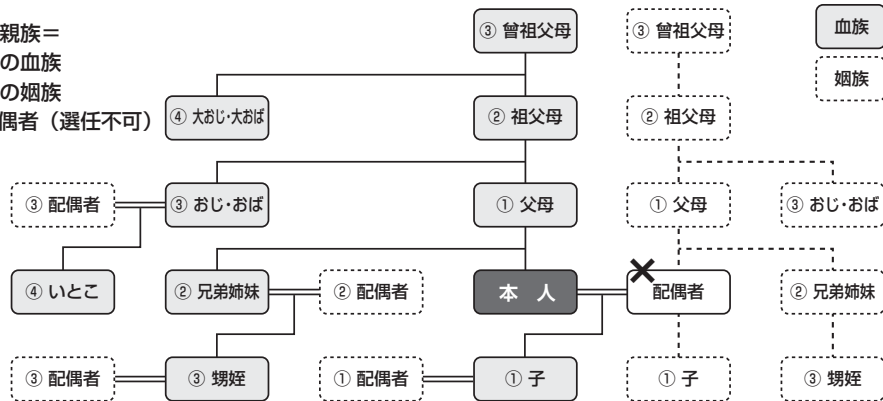 親族＝
の血族
の姻族
偶者（選任不可）
③ 曾祖父母
③ 曾祖父母
血族
姻族
④ 大おじ・大おば
② 祖父母
② 祖父母
③ 配偶者
③ おじ・おば
① 父母
① 父母
③ おじ・おば
④ いとこ
② 兄弟姉妹
② 配偶者
本 人
配偶者
② 兄弟姉妹
③ 配偶者
③ 甥姪
① 配偶者
① 子
① 子
③ 甥姪